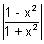 |(1 - x²)/(1 + x²)|